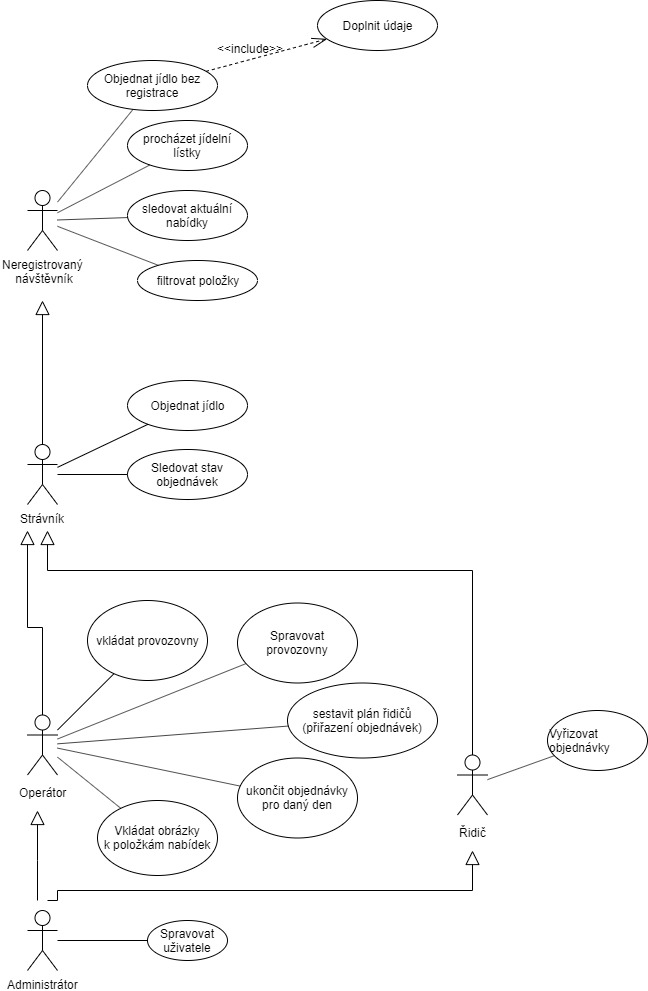 Doplnit údaje
<<include>>
Objednat jídlo bez
registrace
procházet jídelní
lístky
sledovat aktuální
nabídky
Neregistrovaný
návštěvník
filtrovat položky
Objednat jídlo
Sledovat stav
objednávek
Strávník
vkládat provozovny
Spravovat
provozovny
sestavit plán řidičů
(přiřazení objednávek)
Vyřizovat
objednávky
Operátor
ukončit objednávky
pro daný den
Vkládat obrázky
k položkám nabídek
Řidič
Spravovat
uživatele
Administrátor